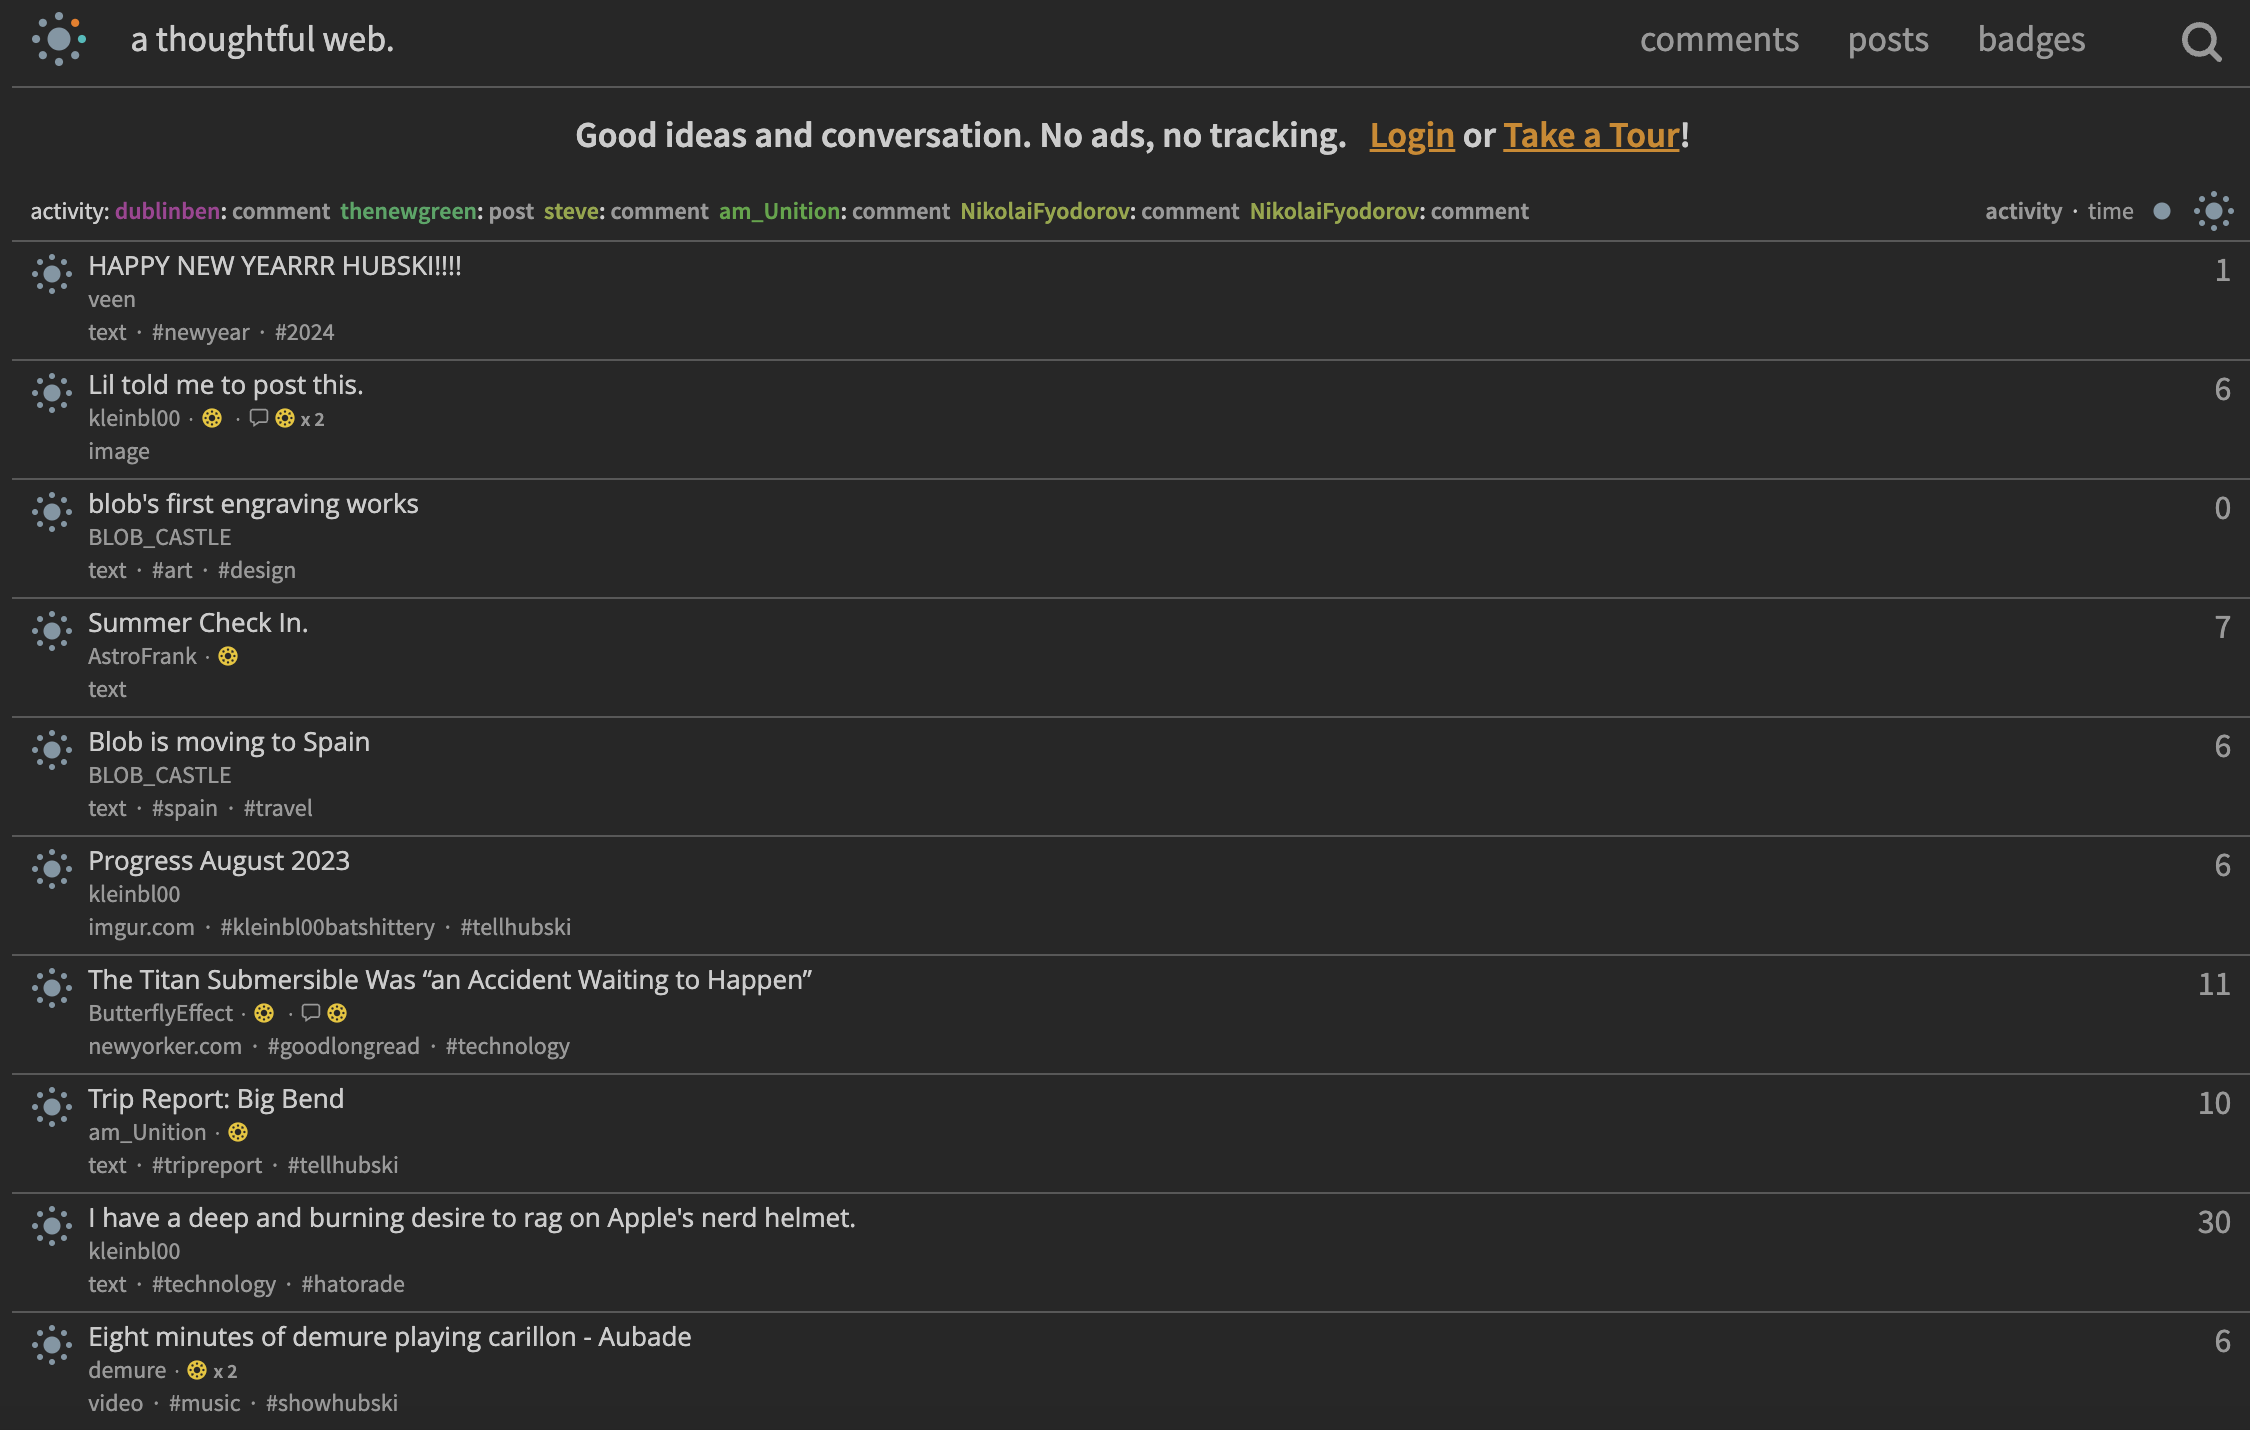 a thoughtful web.
comments posts badges
Good ideas and conversation. No ads, no tracking. Login or Take a Tour!
activity: dublinben: comment thenewgreen: post steve: comment am_Unition: comment NikolaiFyodorov: comment NikolaiFyodorov: comment activity · time
HAPPY NEW YEARRR HUBSKI!!!! 1
veen
text · #newyear · #2024
Lil told me to post this. 6
kleinbl00 · · x 2
image
blob's first engraving works 0
BLOB_CASTLE
text · #art · #design
Summer Check In. 7
AstroFrank ·
text
Blob is moving to Spain 6
BLOB_CASTLE
text · #spain · #travel
Progress August 2023 6
kleinbl00
imgur.com · #kleinbl00batshittery · #tellhubski
The Titan Submersible Was “an Accident Waiting to Happen” 11
ButterflyEffect · ·
newyorker.com · #goodlongread · #technology
Trip Report: Big Bend 10
am_Unition ·
text · #tripreport · #tellhubski
I have a deep and burning desire to rag on Apple's nerd helmet. 30
kleinbl00
text · #technology · #hatorade
Eight minutes of demure playing carillon - Aubade 6
demure · x 2
video · #music · #showhubski